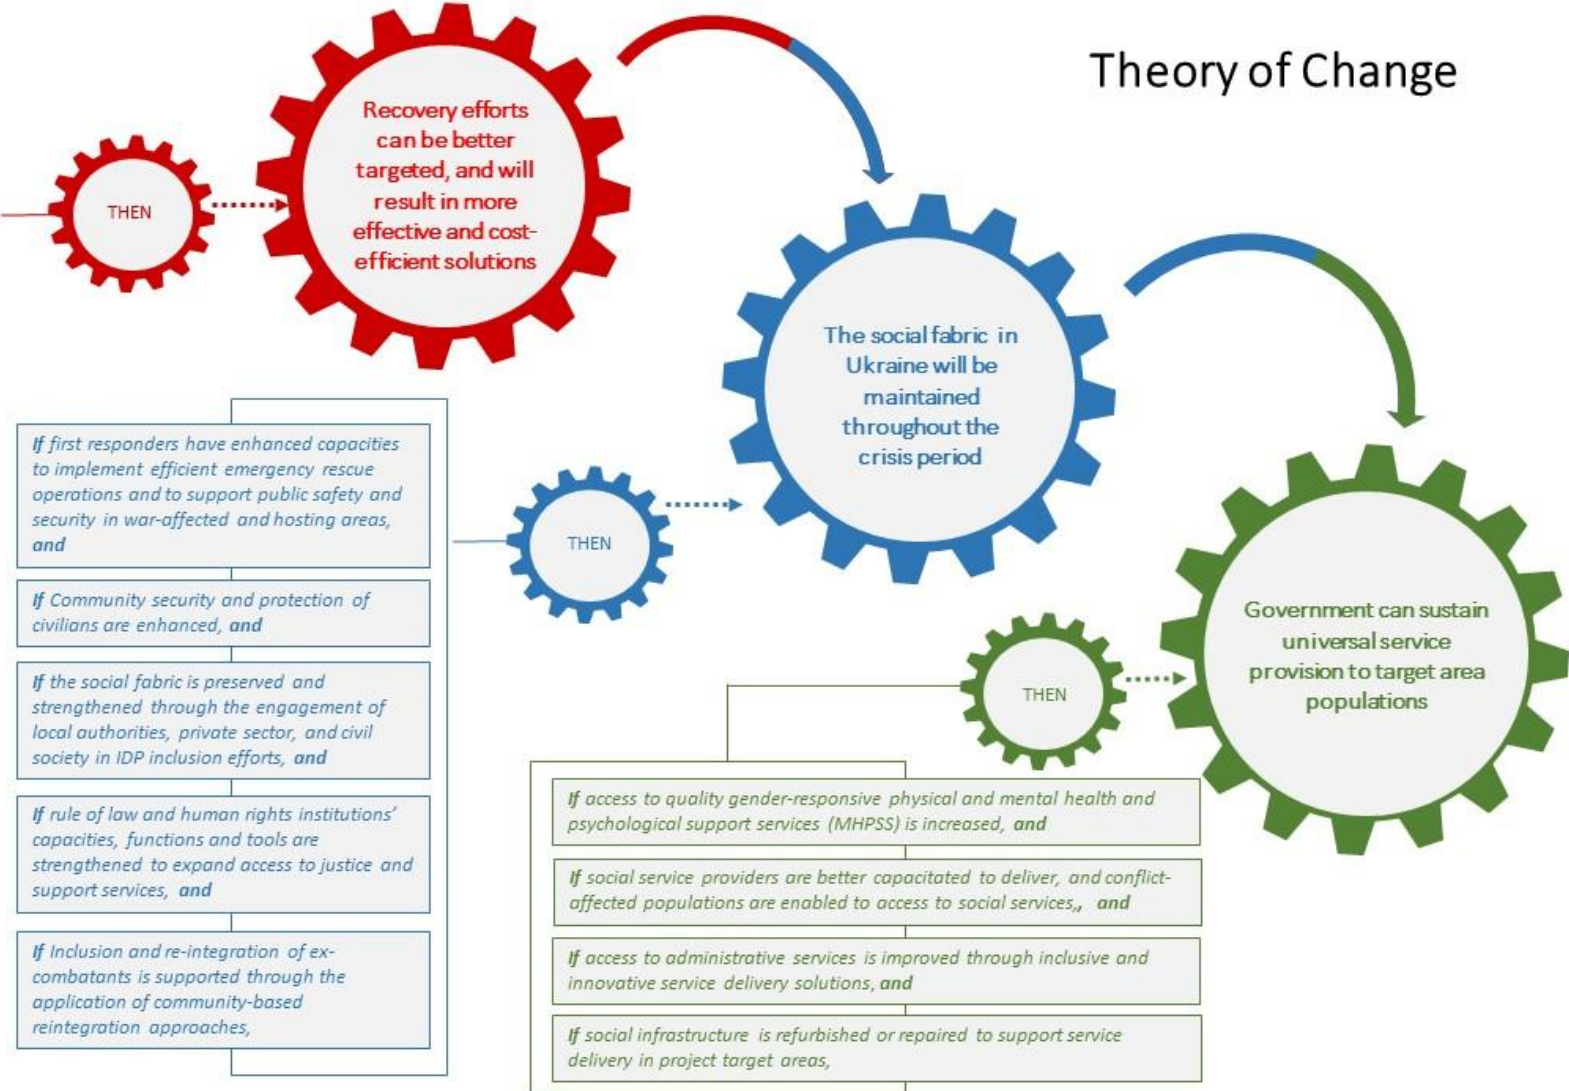 Theory of Change
THEN
Recovery efforts
can be better
targeted, and will
result in more
effective and cost-
efficient solutions
If first responders have enhanced capacities
to implement efficient emergency rescue
operations and to support public safety and
security in war-affected and hosting areas,
and
If Community security and protection of
civilians are enhanced, and
If the social fabric is preserved and
strengthened through the engagement of
local authorities, private sector, and civil
society in IDP inclusion efforts, and
If rule of law and human rights institutions’
capacities, functions and tools are
strengthened to expand access to justice and
support services, and
If Inclusion and re-integration of ex-
combatants is supported through the
application of community-based
reintegration approaches,
THEN
The social fabric in
Ukraine will be
maintained
throughout the
crisis period
If access to quality gender-responsive physical and mental health and
psychological support services (MHPSS) is increased, and
If social service providers are better capacitated to deliver, and conflict-
affected populations are enabled to access to social services,, and
If access to administrative services is improved through inclusive and
innovative service delivery solutions, and
If social infrastructure is refurbished or repaired to support service
delivery in project target areas,
THEN
Government can sustain
universal service
provision to target area
populations